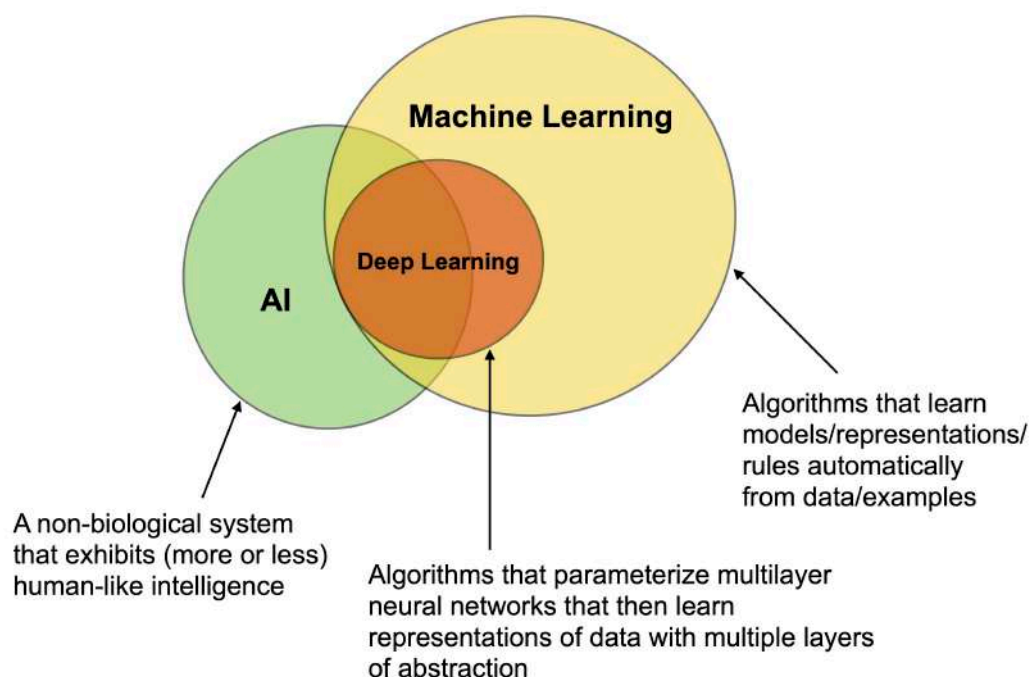 Machine Learning
Deep Learning
AI
Algorithms that learn
models/representations/
rules automatically
from data/examples
A non-biological system
that exhibits (more or less)
human-like intelligence
Algorithms that parameterize multilayer
neural networks that then learn
representations of data with multiple layers
of abstraction